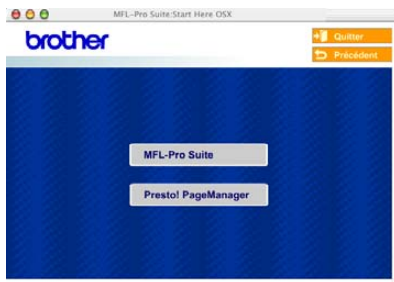 MFL-Pro Suite:Start Here OSX
brother
Quitter
Précédent
MFL-Pro Suite
Presto! PageManager